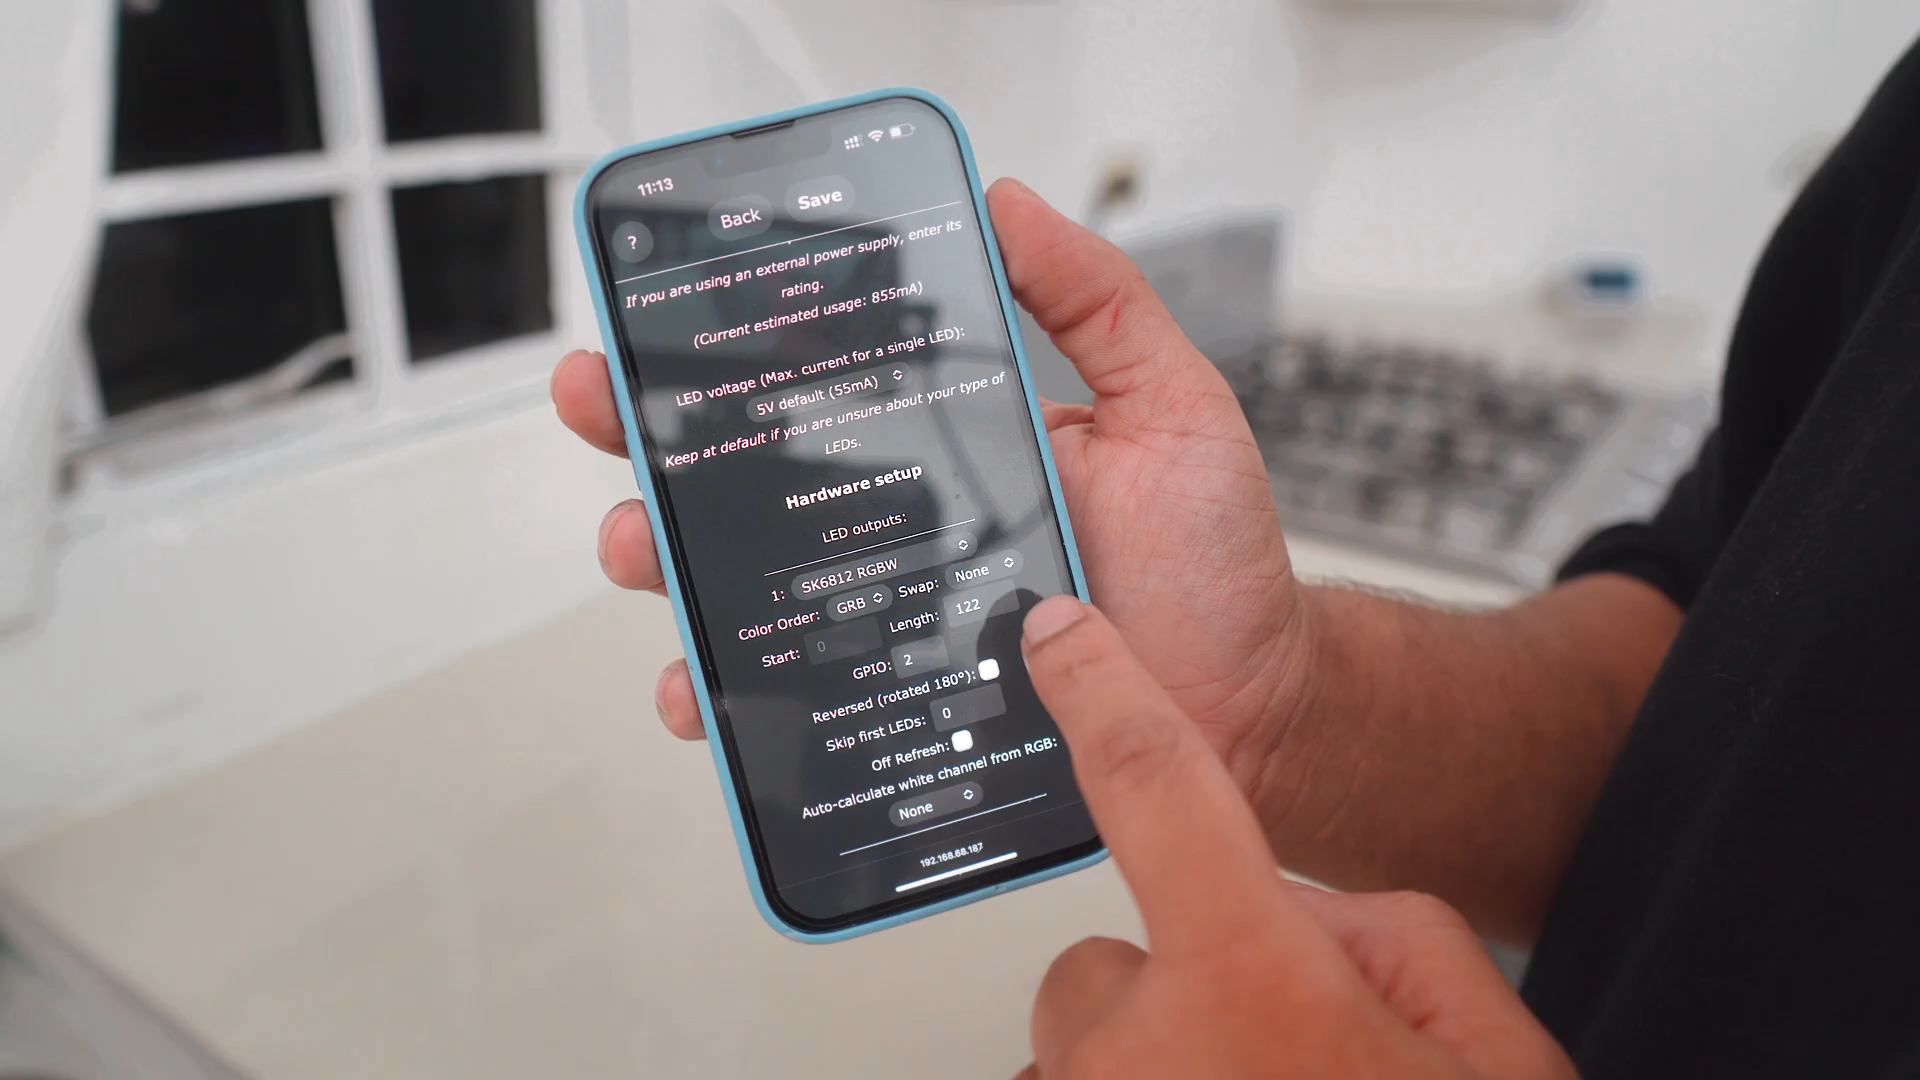 11:13
?
Back
Save
If you are using an external power supply, enter its
rating.
(Current estimated usage: 855mA)
LED voltage (Max. current for a single LED):
5V default (55mA)
Keep at default if you are unsure about your type of
LEDs.
Hardware setup
LED outputs:
1: SK6812 RGBW
Color Order: GRB Swap: None
Start: 0 Length: 122
GPIO: 2
Reversed (rotated 180°):
Skip first LEDs: 0
Off Refresh:
Auto-calculate white channel from RGB:
None
192.168.68.187